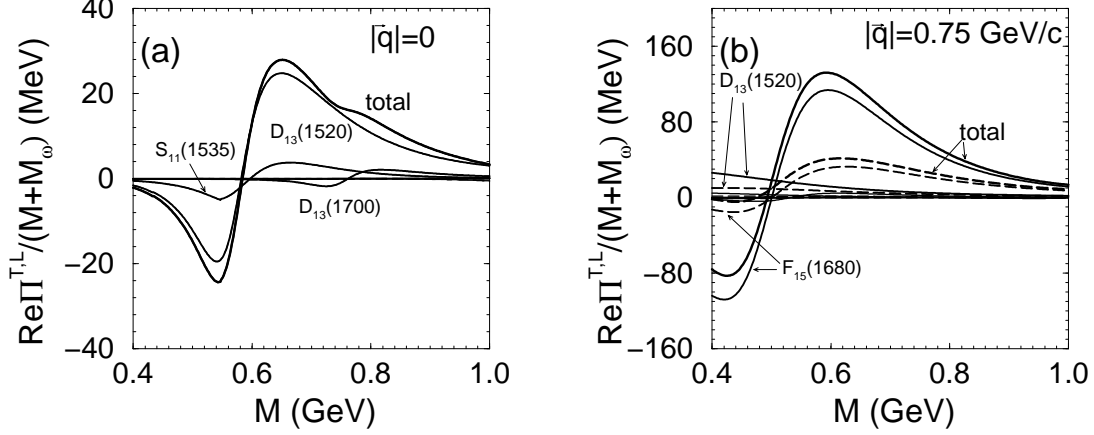 (a)
|q⃗|=0
total
D₁₃(1520)
S₁₁(1535)
D₁₃(1700)
40
20
0
−20
−40
0.4
0.6
0.8
1.0
M (GeV)
ReΠᵀ,ᴸ/(M+M_ω) (MeV)
(b)
|q⃗|=0.75 GeV/c
D₁₃(1520)
total
F₁₅(1680)
160
80
0
−80
−160
0.4
0.6
0.8
1.0
M (GeV)
ReΠᵀ,ᴸ/(M+M_ω) (MeV)